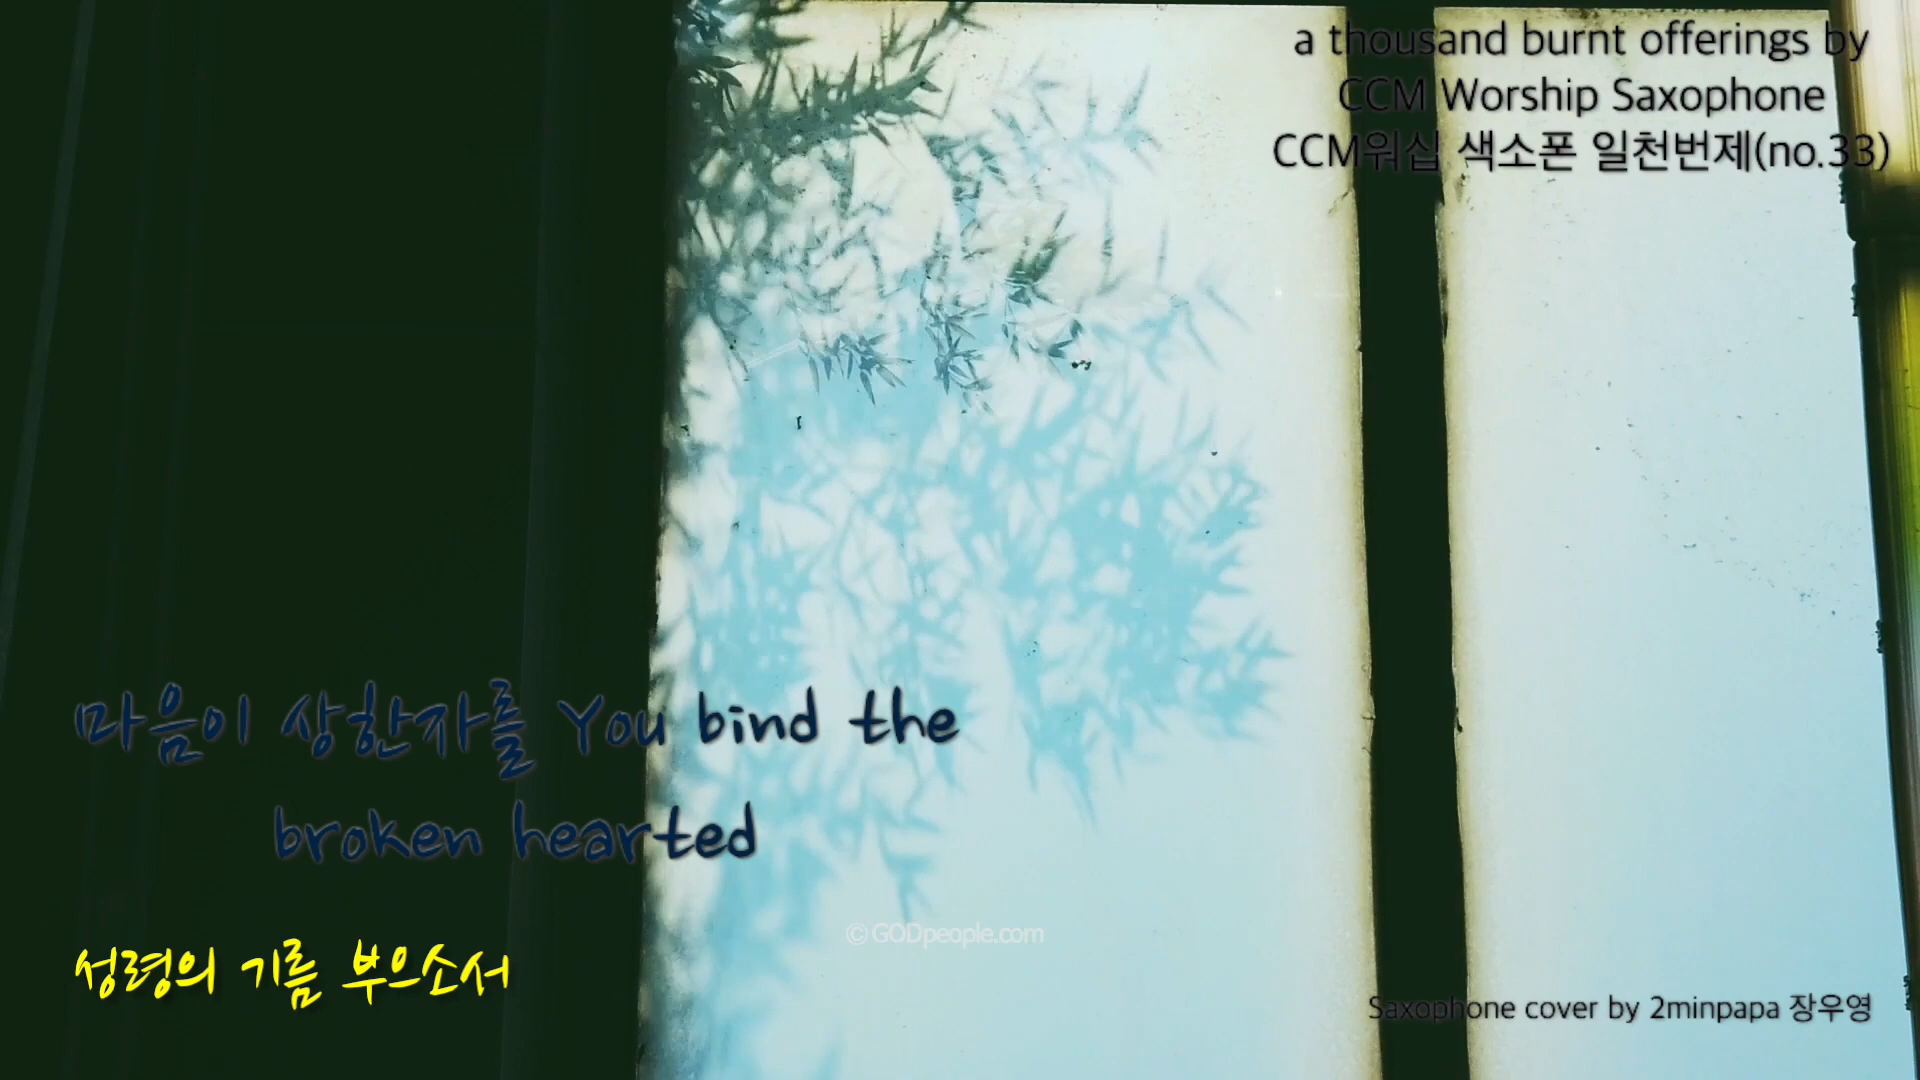 a thousand burnt offerings by
CCM Worship Saxophone
CCM워십 색소폰 일천번제(no.33)
마음이 상한자를 You bind the
broken hearted
성령의 기름 부으소서
© GODpeople.com
Saxophone cover by 2minpapa 장우영